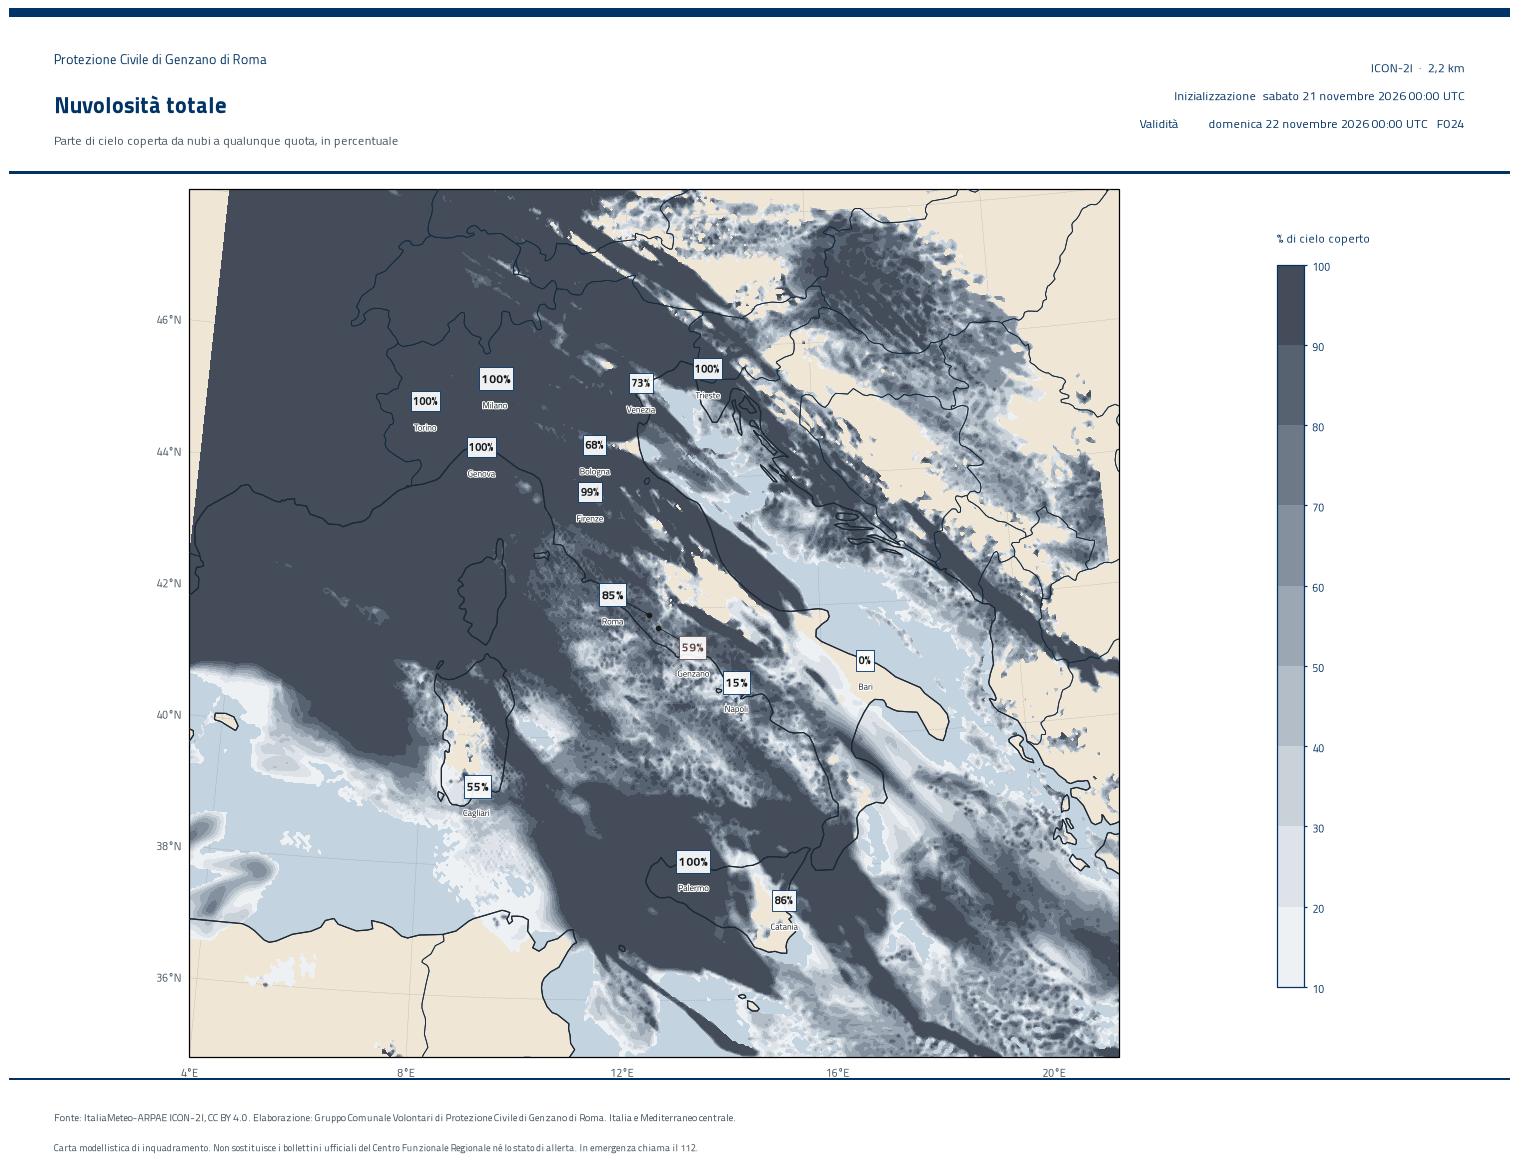 Protezione Civile di Genzano di Roma
Nuvolosità totale
Parte di cielo coperta da nubi a qualunque quota, in percentuale
ICON-2I · 2,2 km
Inizializzazione sabato 21 novembre 2026 00:00 UTC
Validità domenica 22 novembre 2026 00:00 UTC F024
% di cielo coperto
100
90
80
70
60
50
40
30
20
10
46°N
44°N
42°N
40°N
38°N
36°N
4°E
8°E
12°E
16°E
20°E
100%
Trieste
73%
Venezia
100%
Milano
100%
Torino
100%
Genova
68%
Bologna
99%
Firenze
85%
Roma
59%
Genzano
15%
Napoli
0%
Bari
55%
Cagliari
100%
Palermo
86%
Catania
Fonte: ItaliaMeteo-ARPAE ICON-2I, CC BY 4.0. Elaborazione: Gruppo Comunale Volontari di Protezione Civile di Genzano di Roma. Italia e Mediterraneo centrale.
Carta modellistica di inquadramento. Non sostituisce i bollettini ufficiali del Centro Funzionale Regionale né lo stato di allerta. In emergenza chiama il 112.